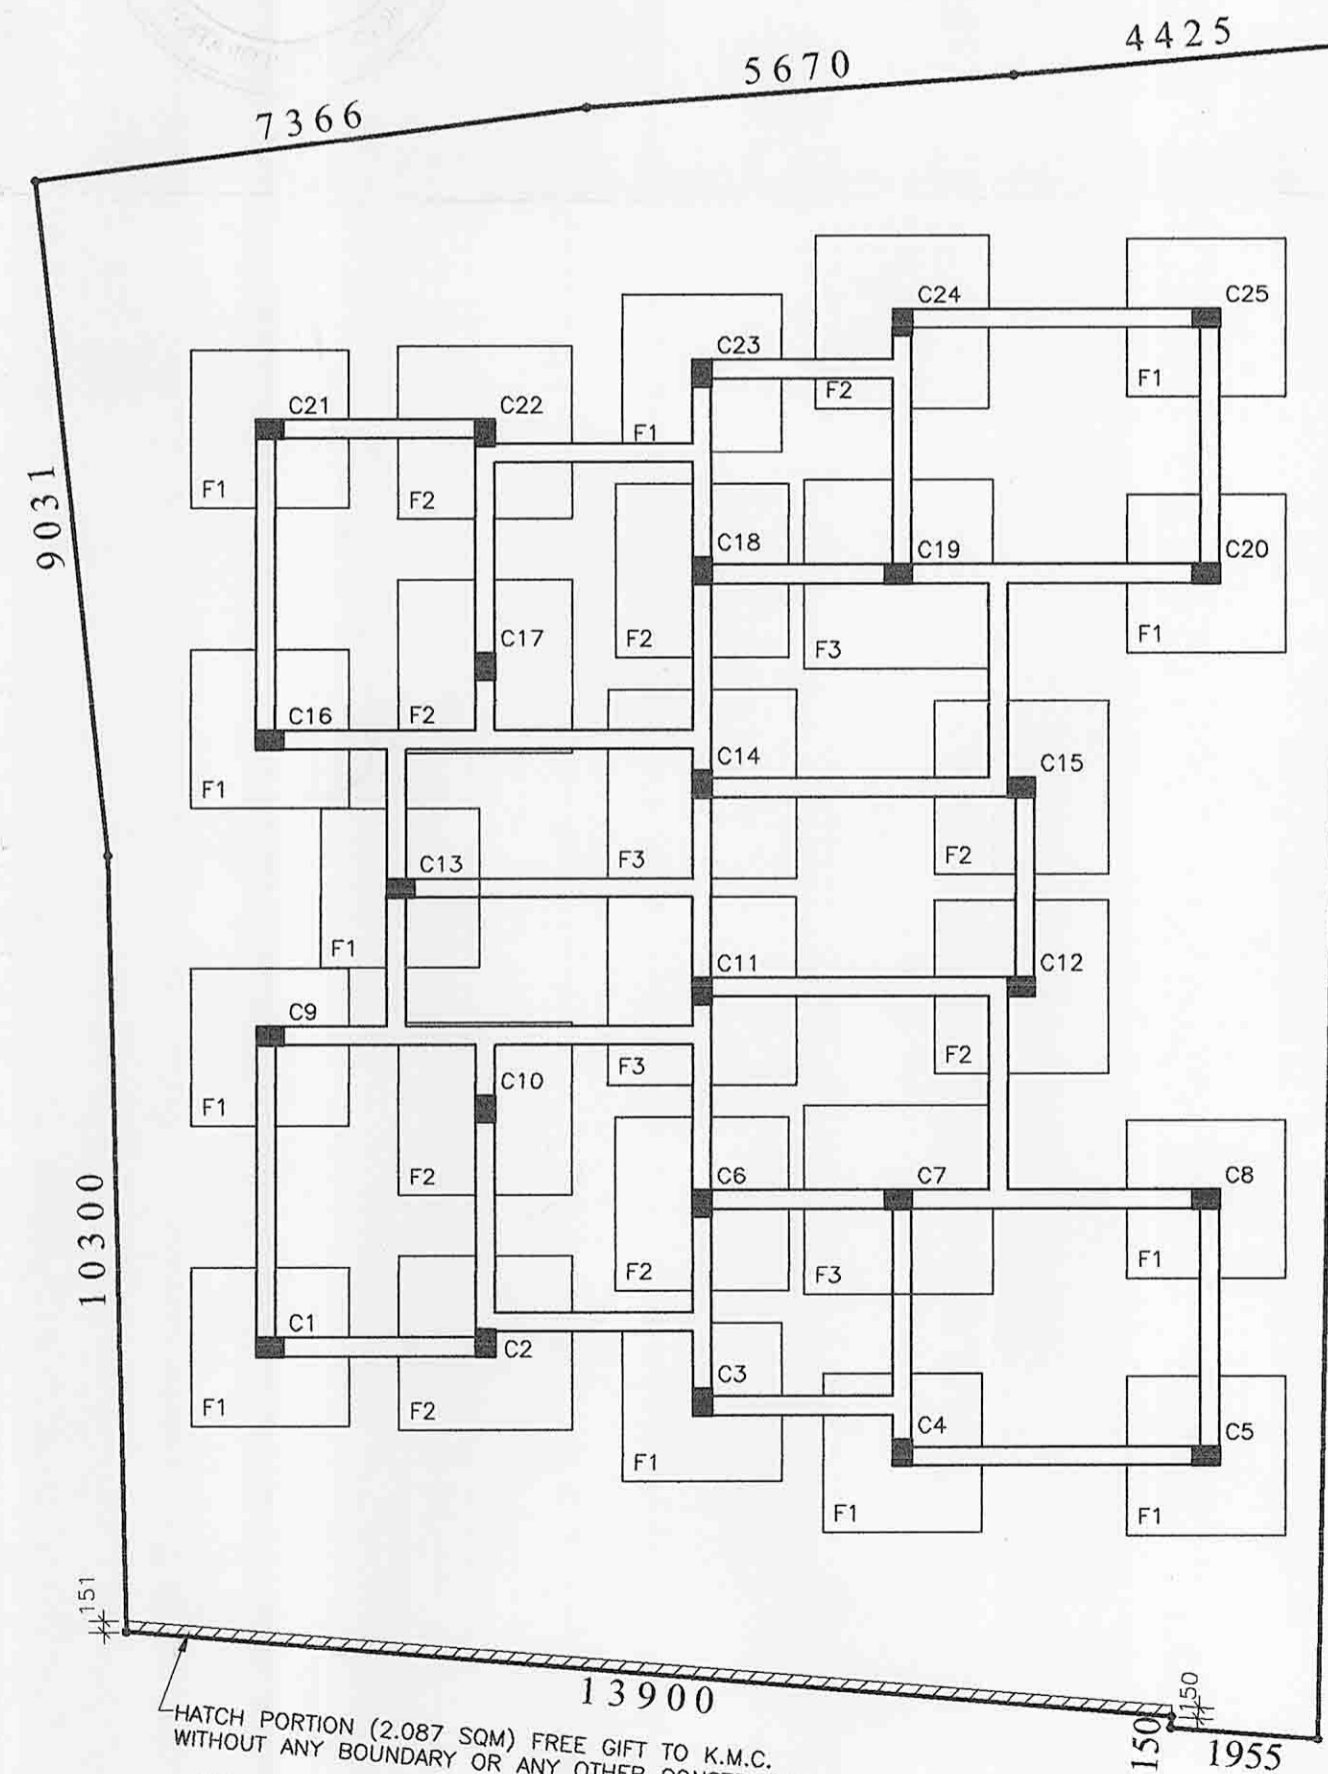 4425
5670
7366
C24
C25
C23
F2
F1
C21
C22
F1
F1
F2
9031
C18
C19
C20
C17
F2
F3
F1
C16
F2
C14
C15
F1
F3
F2
C13
F1
C11
C12
C9
F3
F2
C10
F1
F2
C6
C7
C8
10300
F2
F3
F1
C1
C2
C3
F1
F2
C4
C5
F1
F1
F1
151
13900
150
150
1955
HATCH PORTION (2.087 SQM) FREE GIFT TO K.M.C.
WITHOUT ANY BOUNDARY OR ANY OTHER